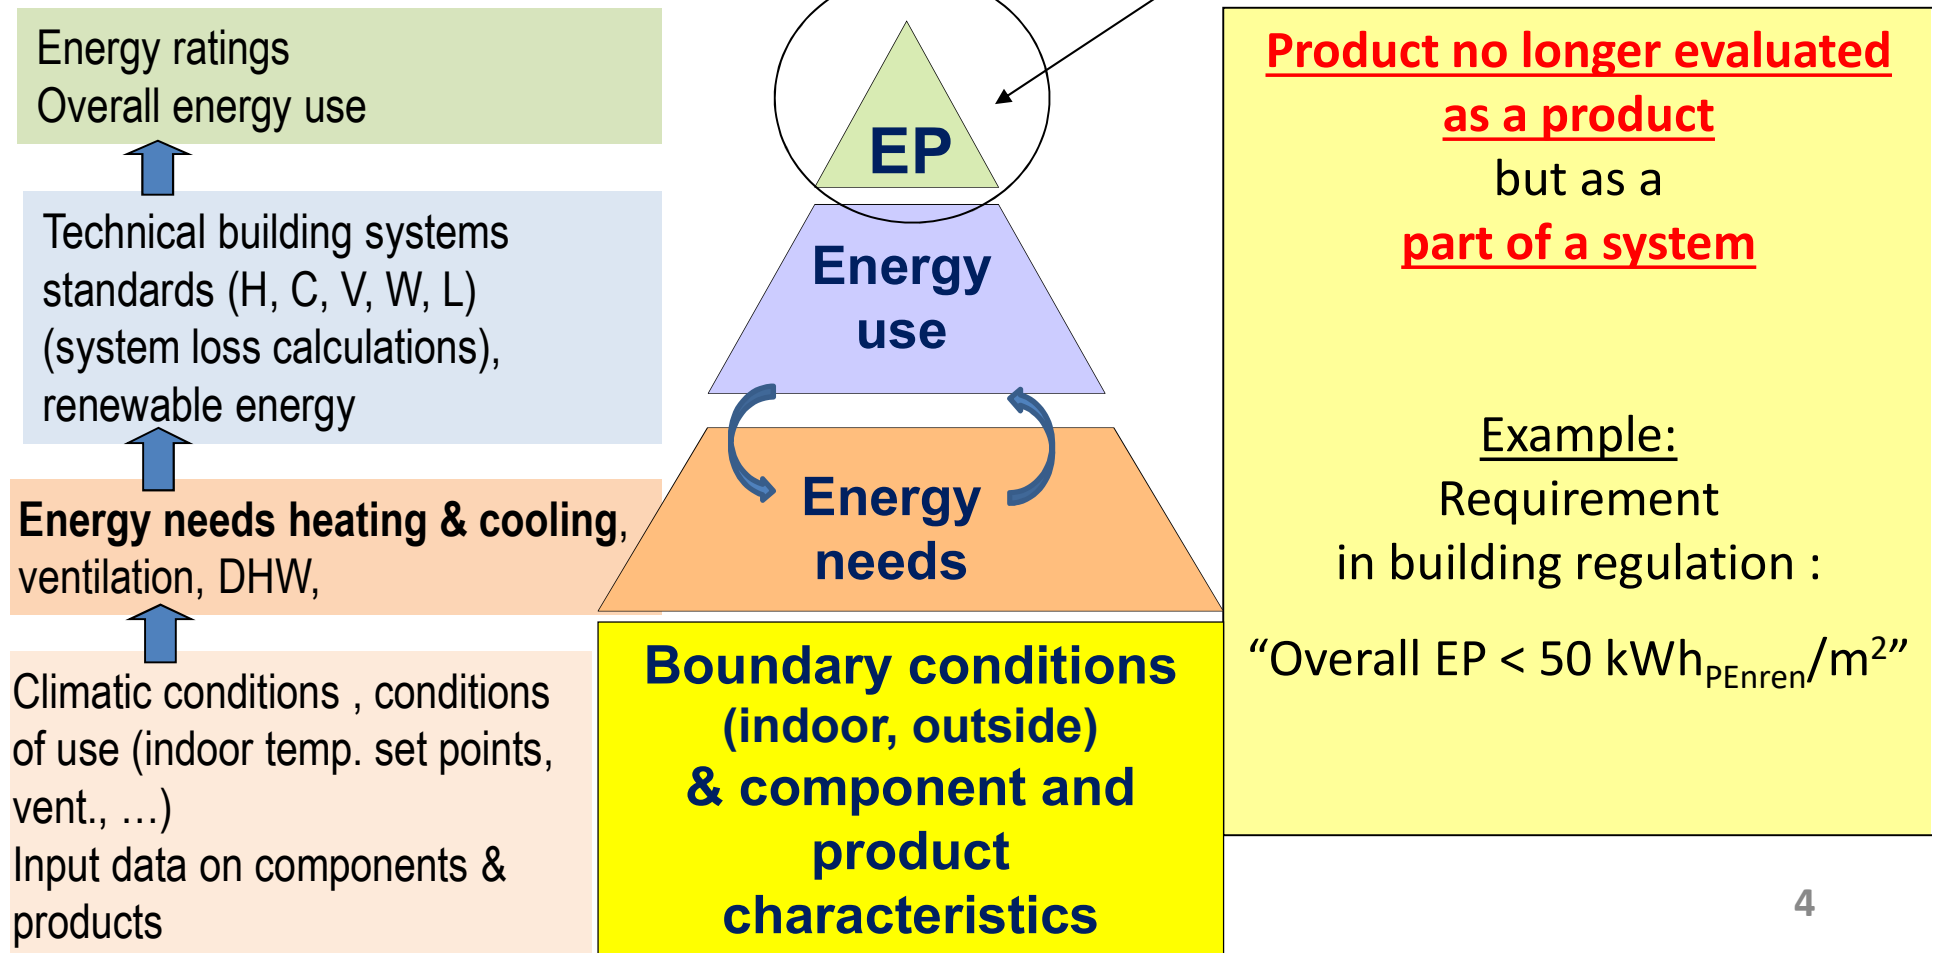 Energy ratings
Overall energy use
Technical building systems
standards (H, C, V, W, L)
(system loss calculations),
renewable energy
Energy needs heating & cooling,
ventilation, DHW,
Climatic conditions , conditions
of use (indoor temp. set points,
vent., …)
Input data on components &
products
EP
Energy
use
Energy
needs
Boundary conditions
(indoor, outside)
& component and
product
characteristics
Product no longer evaluated
as a product
but as a
part of a system
Example:
Requirement
in building regulation :
“Overall EP < 50 kWhPEnren/m²”
4